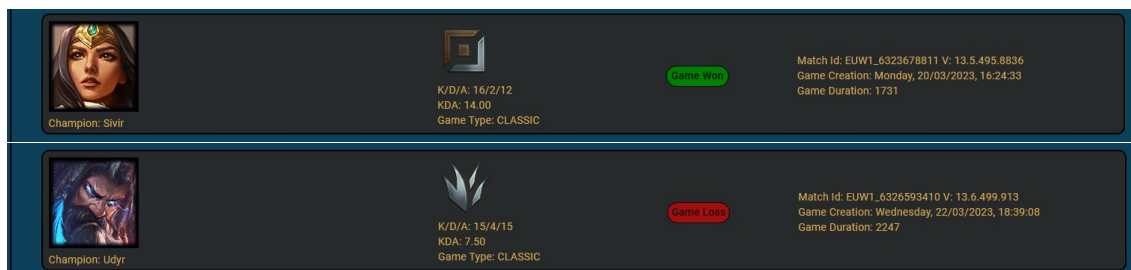 Champion: Sivir
K/D/A: 16/2/12
KDA: 14.00
Game Type: CLASSIC
Game Won
Match Id: EUW1_6323678811 V: 13.5.495.8836
Game Creation: Monday, 20/03/2023, 16:24:33
Game Duration: 1731
Champion: Udyr
K/D/A: 15/4/15
KDA: 7.50
Game Type: CLASSIC
Game Loss
Match Id: EUW1_6326593410 V: 13.6.499.913
Game Creation: Wednesday, 22/03/2023, 18:39:08
Game Duration: 2247